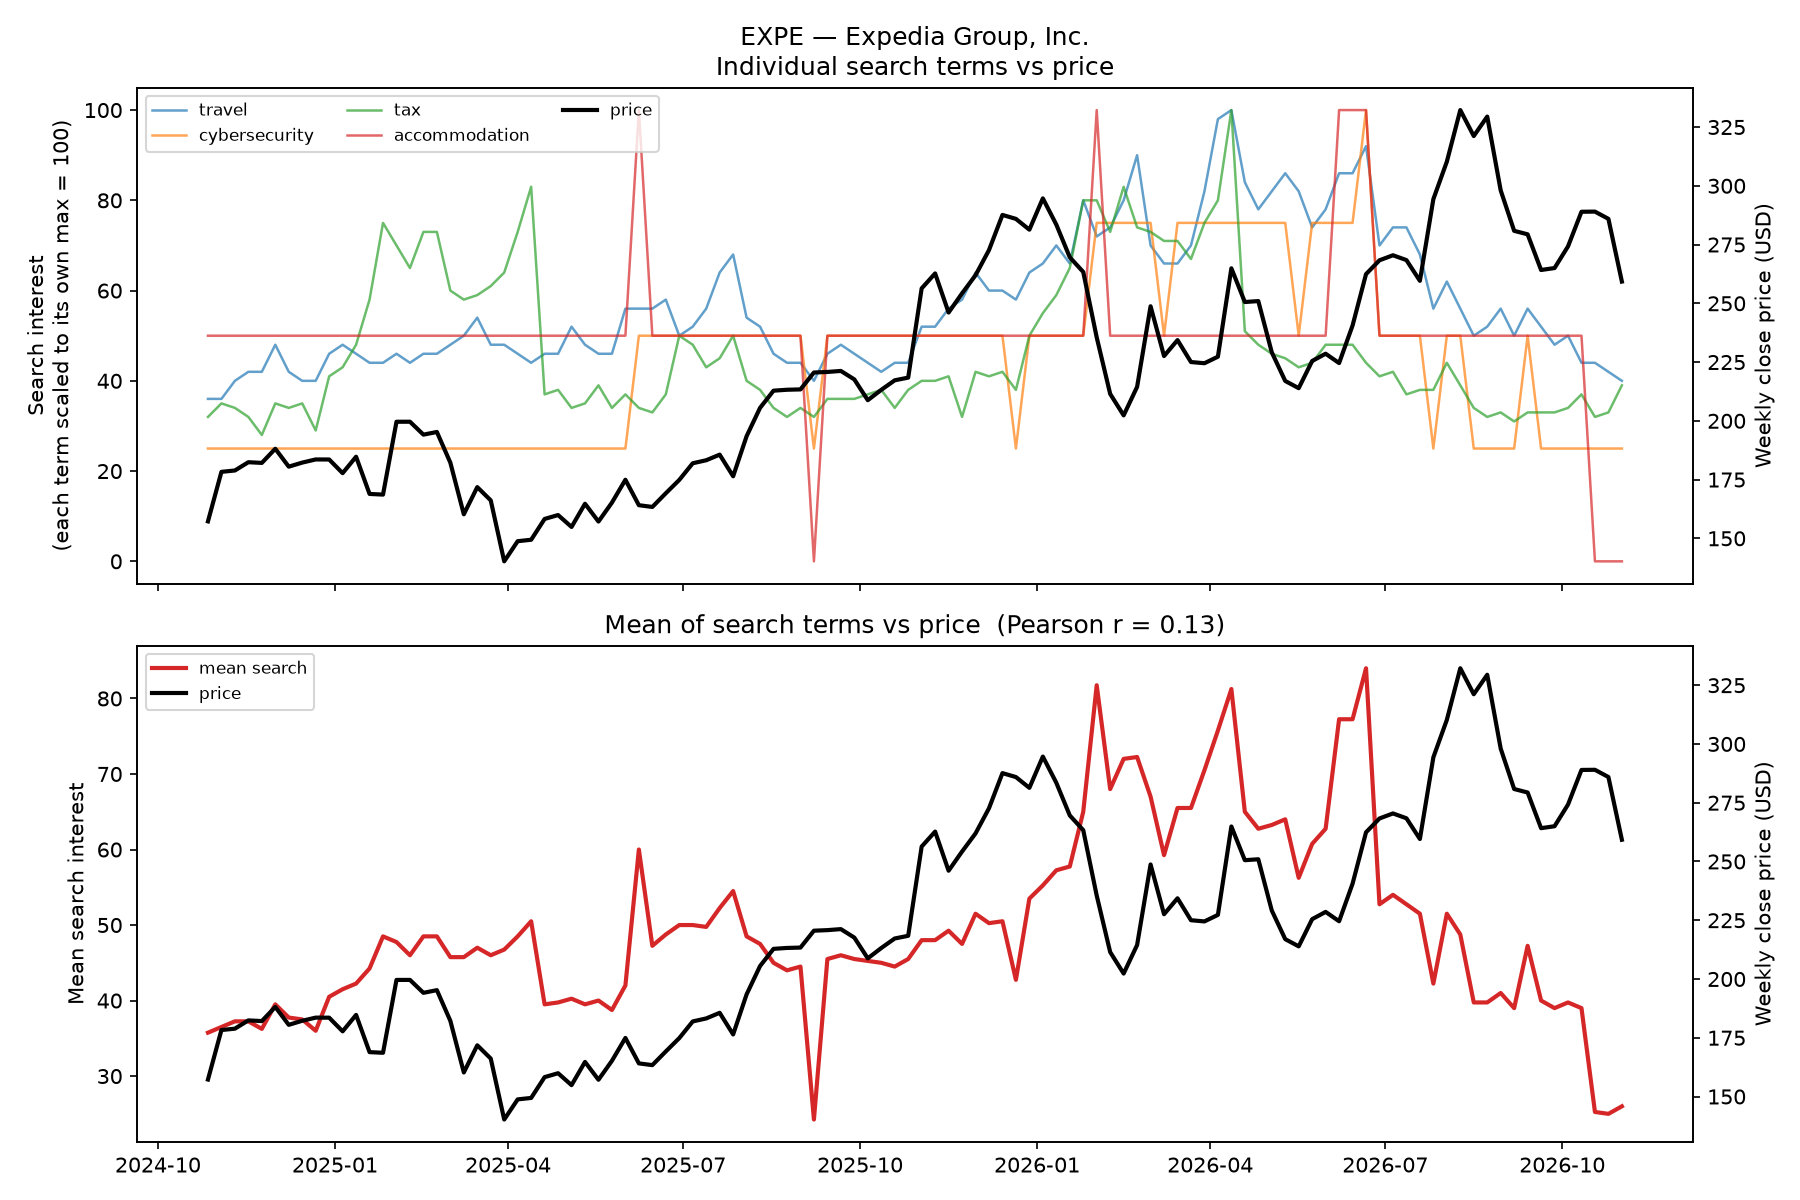 EXPE — Expedia Group, Inc.
Individual search terms vs price
travel
cybersecurity
tax
accommodation
price
100
80
60
40
20
0
Search interest
(each term scaled to its own max = 100)
325
300
275
250
225
200
175
150
Weekly close price (USD)
Mean of search terms vs price (Pearson r = 0.13)
mean search
price
80
70
60
50
40
30
Mean search interest
325
300
275
250
225
200
175
150
Weekly close price (USD)
2024-10
2025-01
2025-04
2025-07
2025-10
2026-01
2026-04
2026-07
2026-10